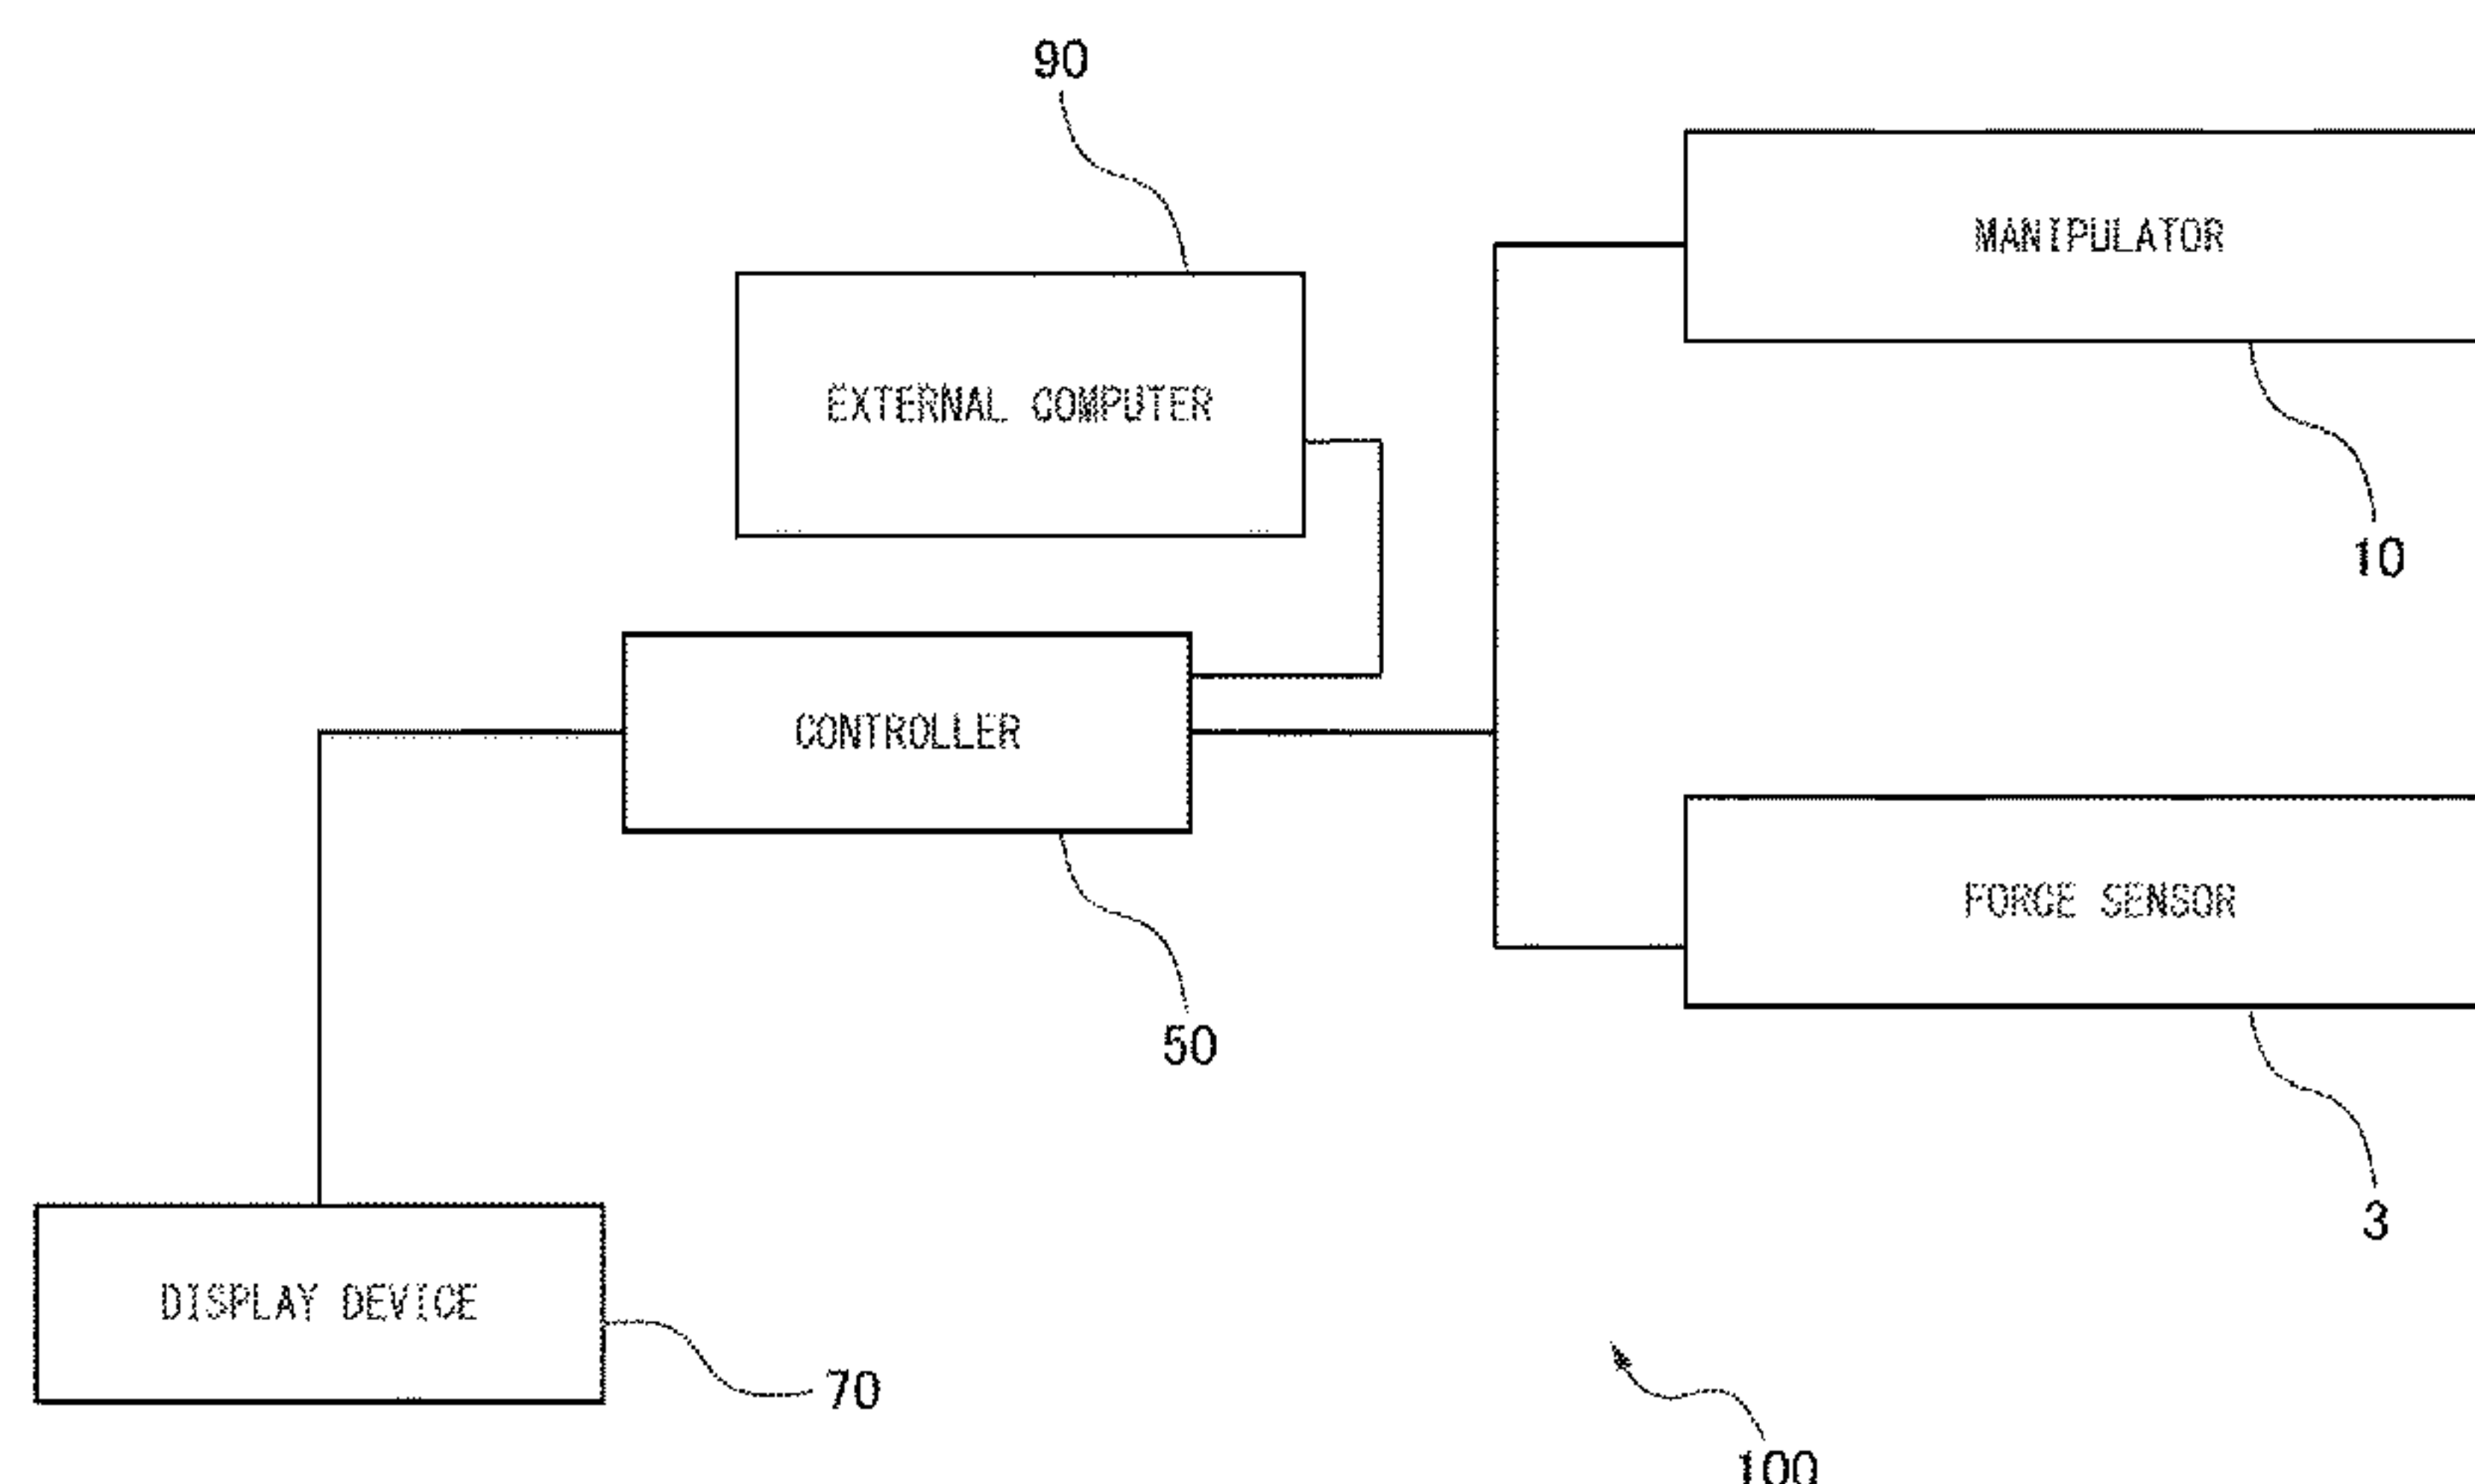 90
MANIPULATOR
EXTERNAL COMPUTER
10
CONTROLLER
FORCE SENSOR
50
3
DISPLAY DEVICE
70
100